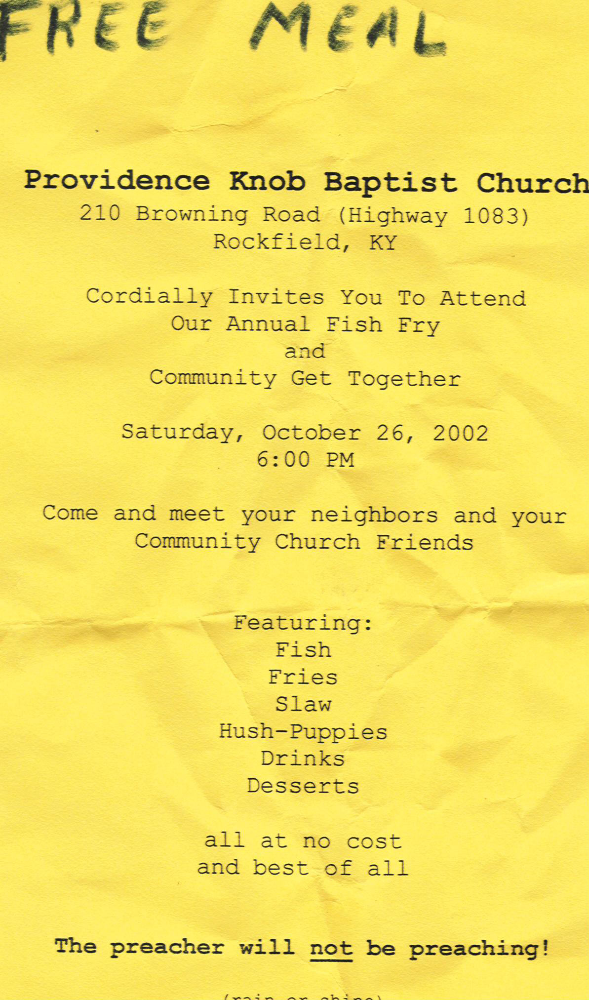 FREE MEAL
Providence Knob Baptist Church
210 Browning Road (Highway 1083)
Rockfield, KY
Cordially Invites You To Attend
Our Annual Fish Fry
and
Community Get Together
Saturday, October 26, 2002
6:00 PM
Come and meet your neighbors and your
Community Church Friends
Featuring:
Fish
Fries
Slaw
Hush-Puppies
Drinks
Desserts
all at no cost
and best of all
The preacher will not be preaching!
(rain or shine)